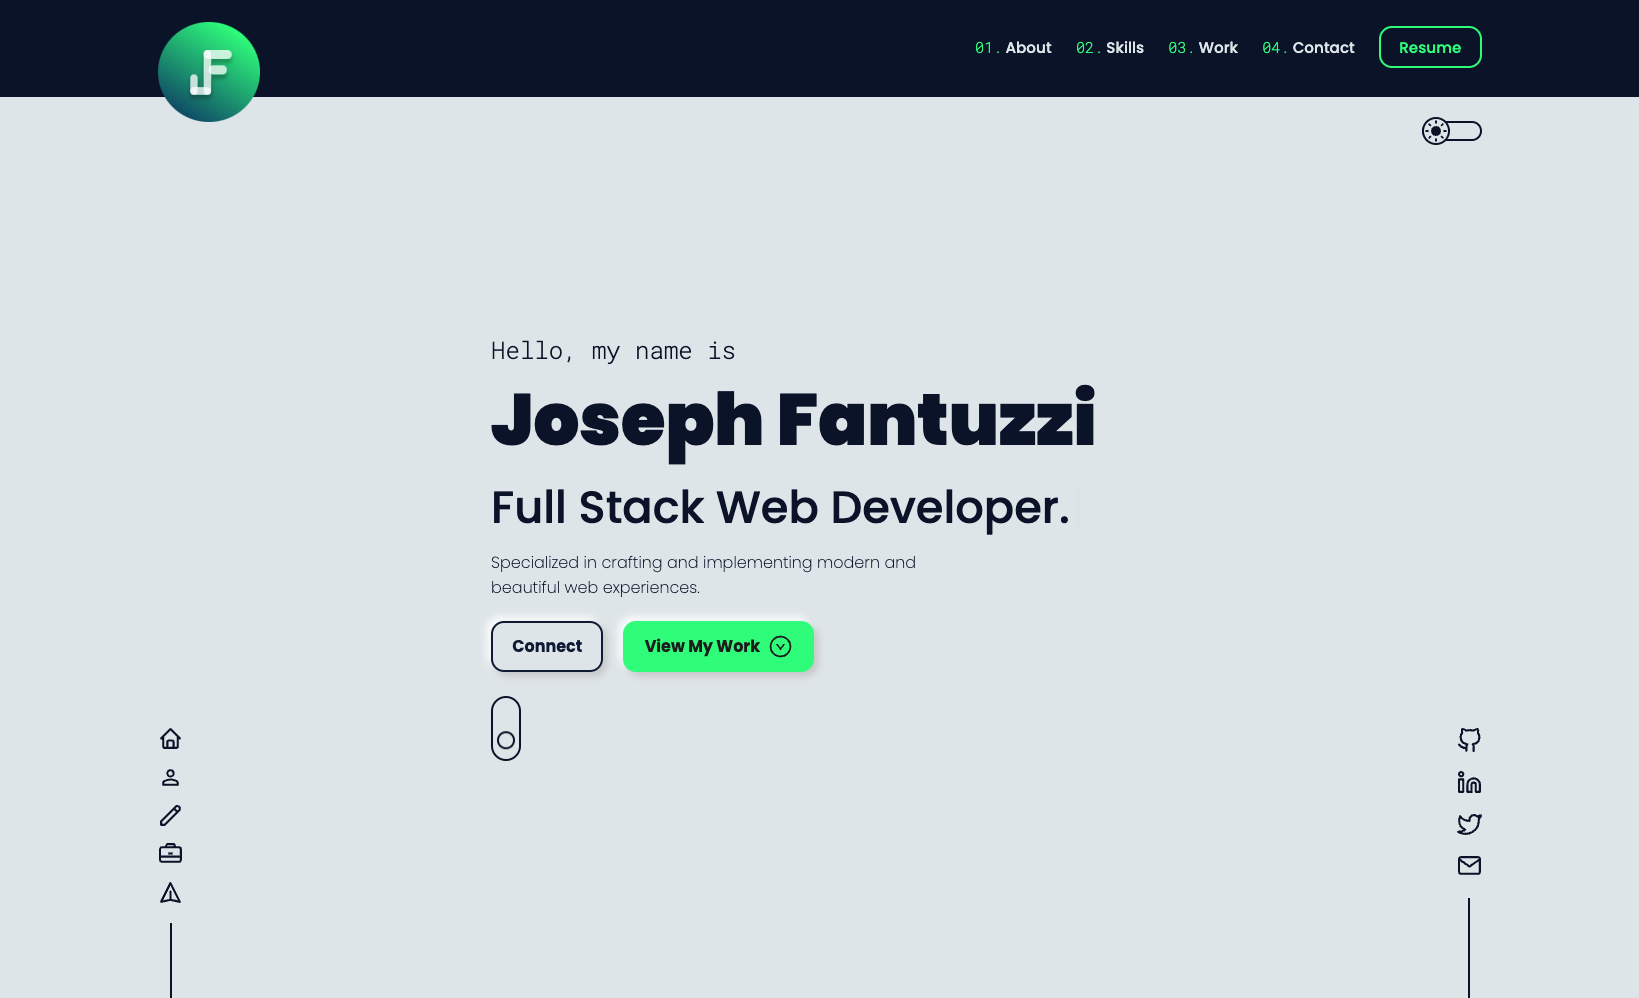 JF
01. About 02. Skills 03. Work 04. Contact Resume
Hello, my name is
Joseph Fantuzzi
Full Stack Web Developer.
Specialized in crafting and implementing modern and
beautiful web experiences.
Connect View My Work
in